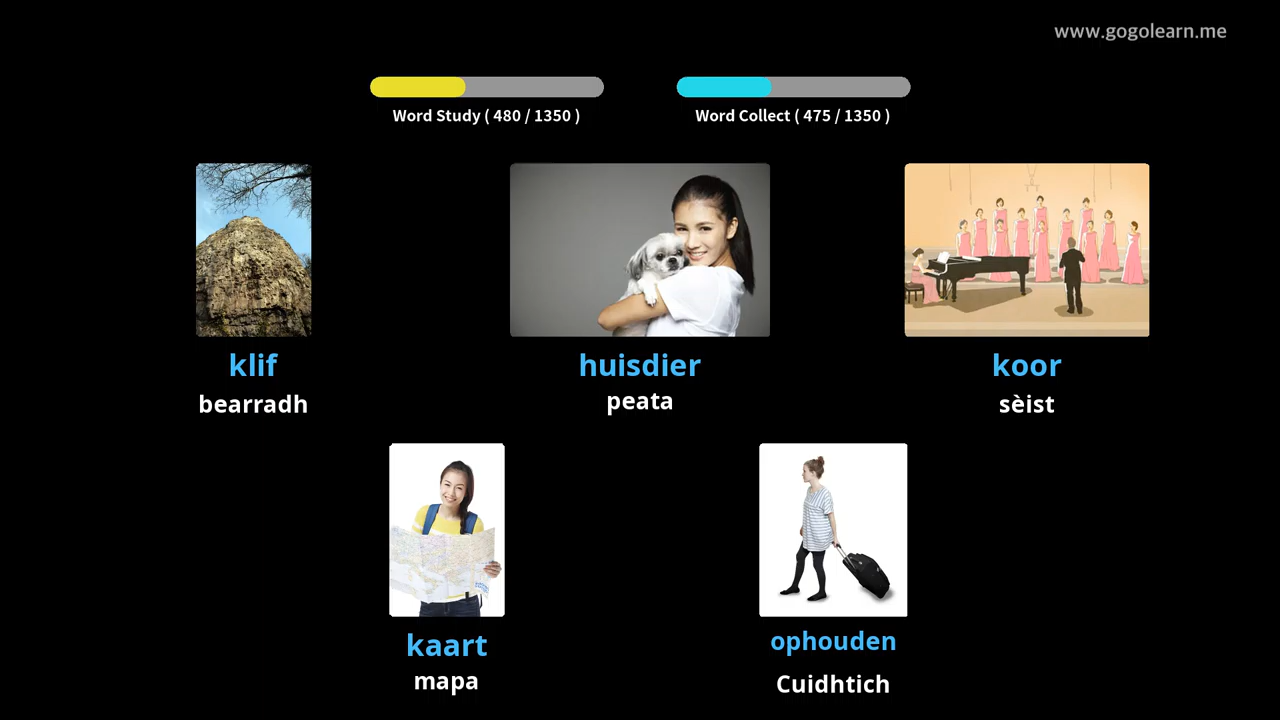 www.gogolearn.me
Word Study ( 480 / 1350 )
Word Collect ( 475 / 1350 )
klif
huisdier
koor
bearradh
peata
sèist
kaart
ophouden
mapa
Cuidhtich